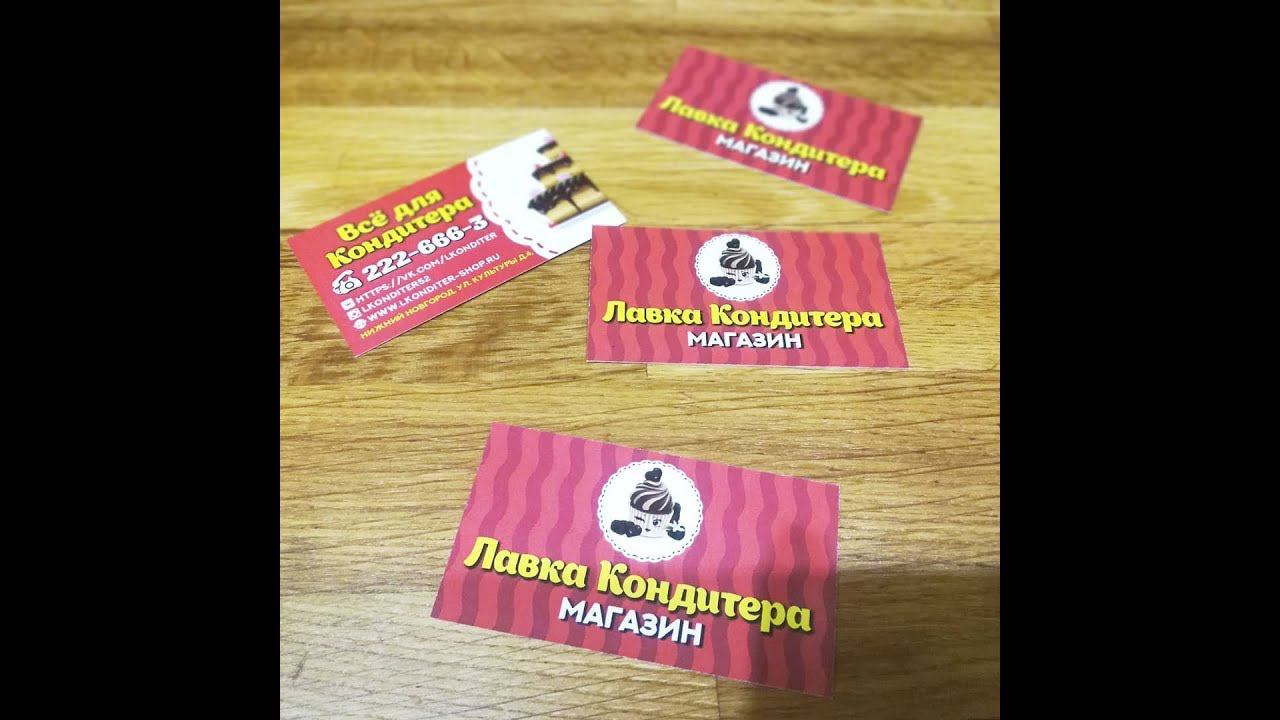 Лавка Кондитера
МАГАЗИН
Всё для
Кондитера
222-666-3
HTTPS://VK.COM/LKONDITER
LKONDITER52
WWW.LKONDITER-SHOP.RU
НИЖНИЙ НОВГОРОД, УЛ. КУЛЬТУРЫ Д.4,
Лавка Кондитера
МАГАЗИН
Лавка Кондитера
МАГАЗИН